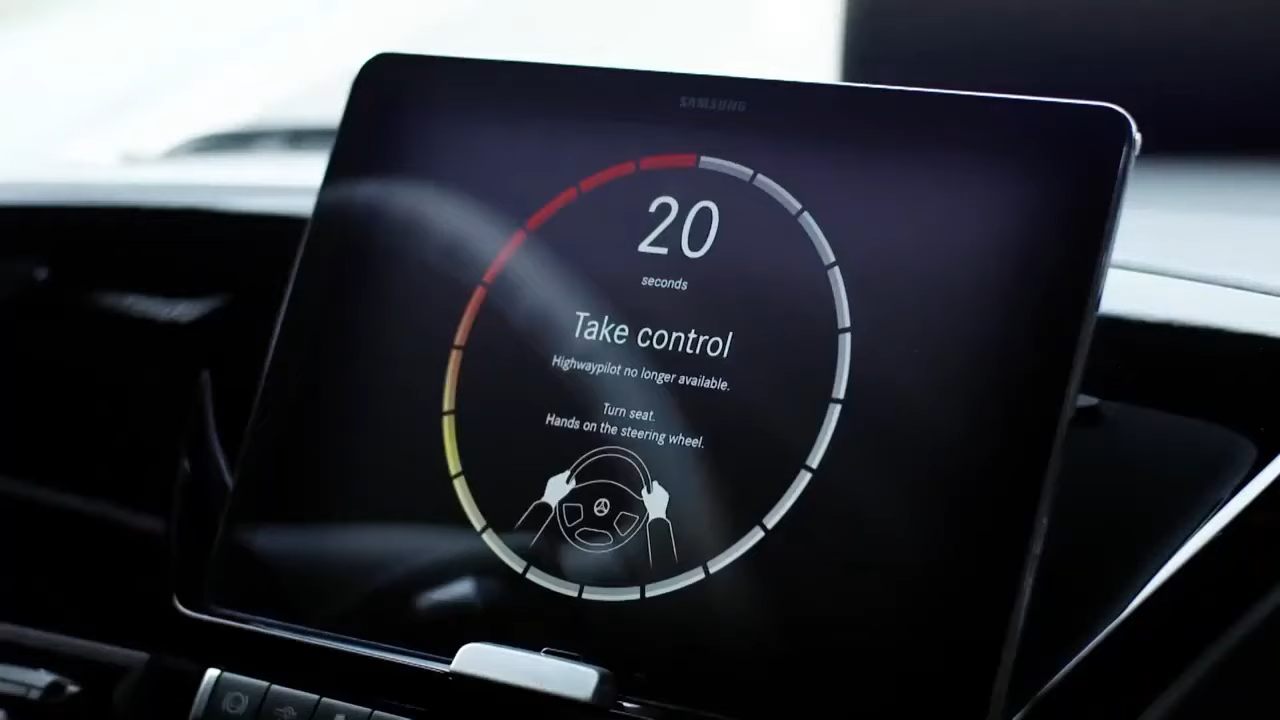 SAMSUNG
20
seconds
Take control
Highwaypilot no longer available.
Turn seat.
Hands on the steering wheel.